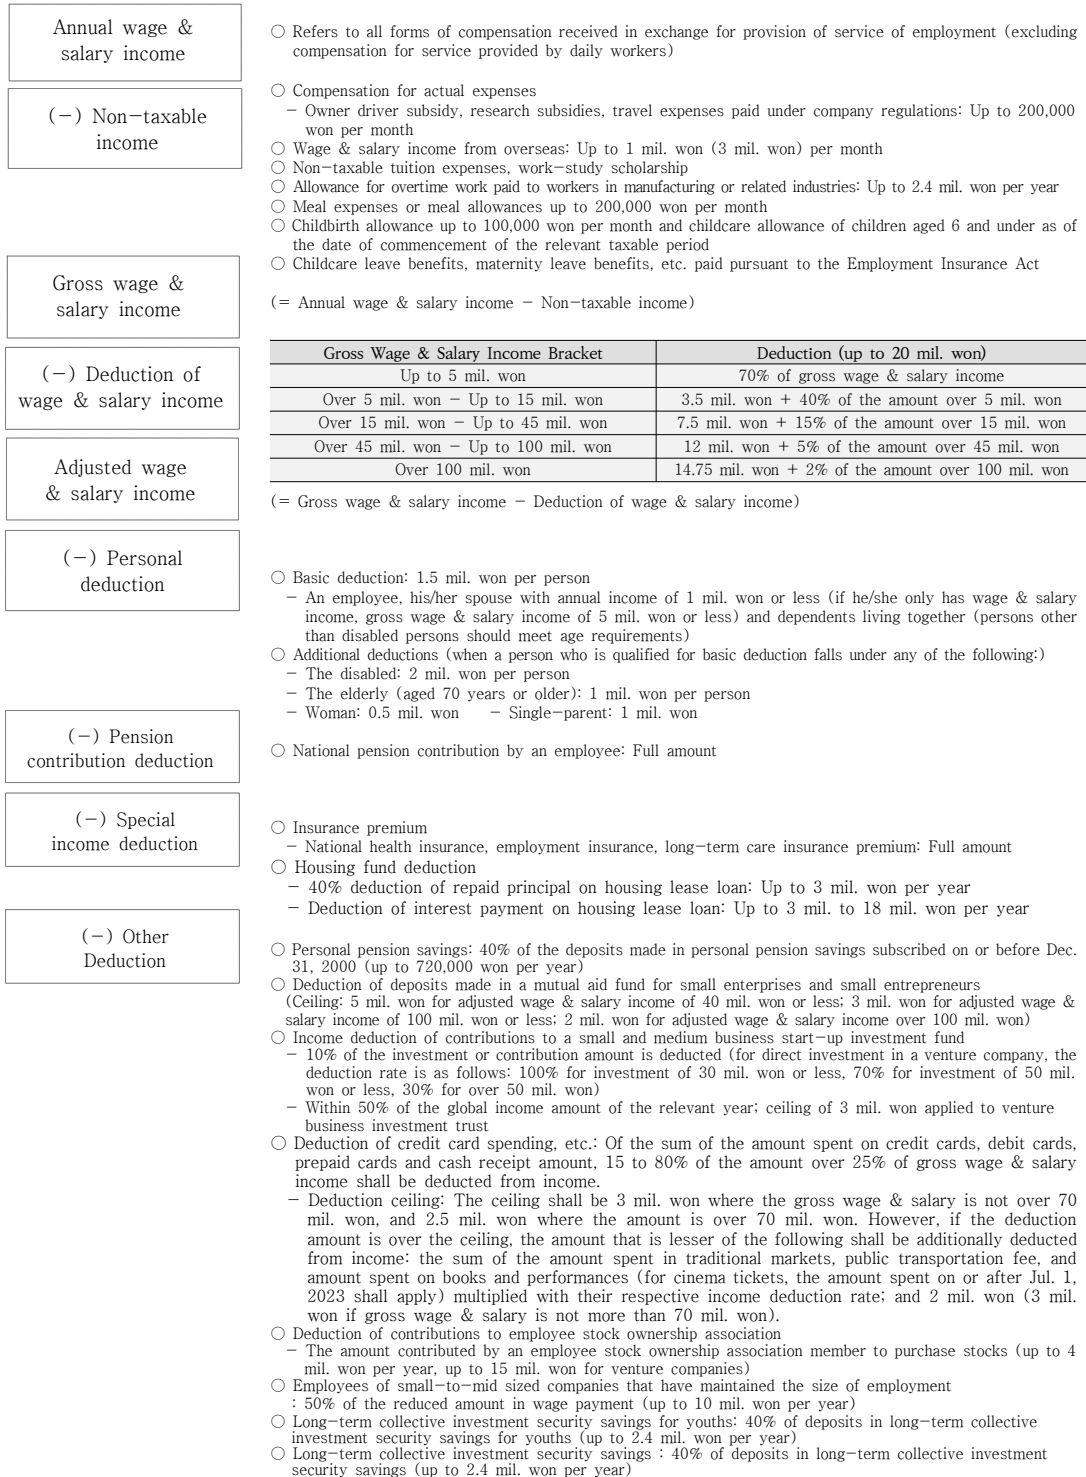 Annual wage &
salary income
○ Refers to all forms of compensation received in exchange for provision of service of employment (excluding
compensation for service provided by daily workers)
(−) Non−taxable
income
○ Compensation for actual expenses
− Owner driver subsidy, research subsidies, travel expenses paid under company regulations: Up to 200,000
won per month
○ Wage & salary income from overseas: Up to 1 mil. won (3 mil. won) per month
○ Non−taxable tuition expenses, work−study scholarship
○ Allowance for overtime work paid to workers in manufacturing or related industries: Up to 2.4 mil. won per year
○ Meal expenses or meal allowances up to 200,000 won per month
○ Childbirth allowance up to 100,000 won per month and childcare allowance of children aged 6 and under as of
the date of commencement of the relevant taxable period
○ Childcare leave benefits, maternity leave benefits, etc. paid pursuant to the Employment Insurance Act
Gross wage &
salary income
(= Annual wage & salary income − Non−taxable income)
(−) Deduction of
wage & salary income
Gross Wage & Salary Income Bracket Deduction (up to 20 mil. won)
Up to 5 mil. won 70% of gross wage & salary income
Over 5 mil. won − Up to 15 mil. won 3.5 mil. won + 40% of the amount over 5 mil. won
Over 15 mil. won − Up to 45 mil. won 7.5 mil. won + 15% of the amount over 15 mil. won
Over 45 mil. won − Up to 100 mil. won 12 mil. won + 5% of the amount over 45 mil. won
Over 100 mil. won 14.75 mil. won + 2% of the amount over 100 mil. won
Adjusted wage
& salary income
(= Gross wage & salary income − Deduction of wage & salary income)
(−) Personal
deduction
○ Basic deduction: 1.5 mil. won per person
− An employee, his/her spouse with annual income of 1 mil. won or less (if he/she only has wage & salary
income, gross wage & salary income of 5 mil. won or less) and dependents living together (persons other
than disabled persons should meet age requirements)
○ Additional deductions (when a person who is qualified for basic deduction falls under any of the following:)
− The disabled: 2 mil. won per person
− The elderly (aged 70 years or older): 1 mil. won per person
− Woman: 0.5 mil. won − Single−parent: 1 mil. won
(−) Pension
contribution deduction
○ National pension contribution by an employee: Full amount
(−) Special
income deduction
○ Insurance premium
− National health insurance, employment insurance, long−term care insurance premium: Full amount
○ Housing fund deduction
− 40% deduction of repaid principal on housing lease loan: Up to 3 mil. won per year
− Deduction of interest payment on housing lease loan: Up to 3 mil. to 18 mil. won per year
(−) Other
Deduction
○ Personal pension savings: 40% of the deposits made in personal pension savings subscribed on or before Dec.
31, 2000 (up to 720,000 won per year)
○ Deduction of deposits made in a mutual aid fund for small enterprises and small entrepreneurs
(Ceiling: 5 mil. won for adjusted wage & salary income of 40 mil. won or less; 3 mil. won for adjusted wage &
salary income of 100 mil. won or less; 2 mil. won for adjusted wage & salary income over 100 mil. won)
○ Income deduction of contributions to a small and medium business start−up investment fund
− 10% of the investment or contribution amount is deducted (for direct investment in a venture company, the
deduction rate is as follows: 100% for investment of 30 mil. won or less, 70% for investment of 50 mil.
won or less, 30% for over 50 mil. won)
− Within 50% of the global income amount of the relevant year; ceiling of 3 mil. won applied to venture
business investment trust
○ Deduction of credit card spending, etc.: Of the sum of the amount spent on credit cards, debit cards,
prepaid cards and cash receipt amount, 15 to 80% of the amount over 25% of gross wage & salary
income shall be deducted from income.
− Deduction ceiling: The ceiling shall be 3 mil. won where the gross wage & salary is not over 70
mil. won, and 2.5 mil. won where the amount is over 70 mil. won. However, if the deduction
amount is over the ceiling, the amount that is lesser of the following shall be additionally deducted
from income: the sum of the amount spent in traditional markets, public transportation fee, and
amount spent on books and performances (for cinema tickets, the amount spent on or after Jul. 1,
2023 shall apply) multiplied with their respective income deduction rate; and 2 mil. won (3 mil.
won if gross wage & salary is not more than 70 mil. won).
○ Deduction of contributions to employee stock ownership association
− The amount contributed by an employee stock ownership association member to purchase stocks (up to 4
mil. won per year, up to 15 mil. won for venture companies)
○ Employees of small−to−mid sized companies that have maintained the size of employment
: 50% of the reduced amount in wage payment (up to 10 mil. won per year)
○ Long−term collective investment security savings for youths: 40% of deposits in long−term collective
investment security savings for youths (up to 2.4 mil. won per year)
○ Long−term collective investment security savings : 40% of deposits in long−term collective investment
security savings (up to 2.4 mil. won per year)